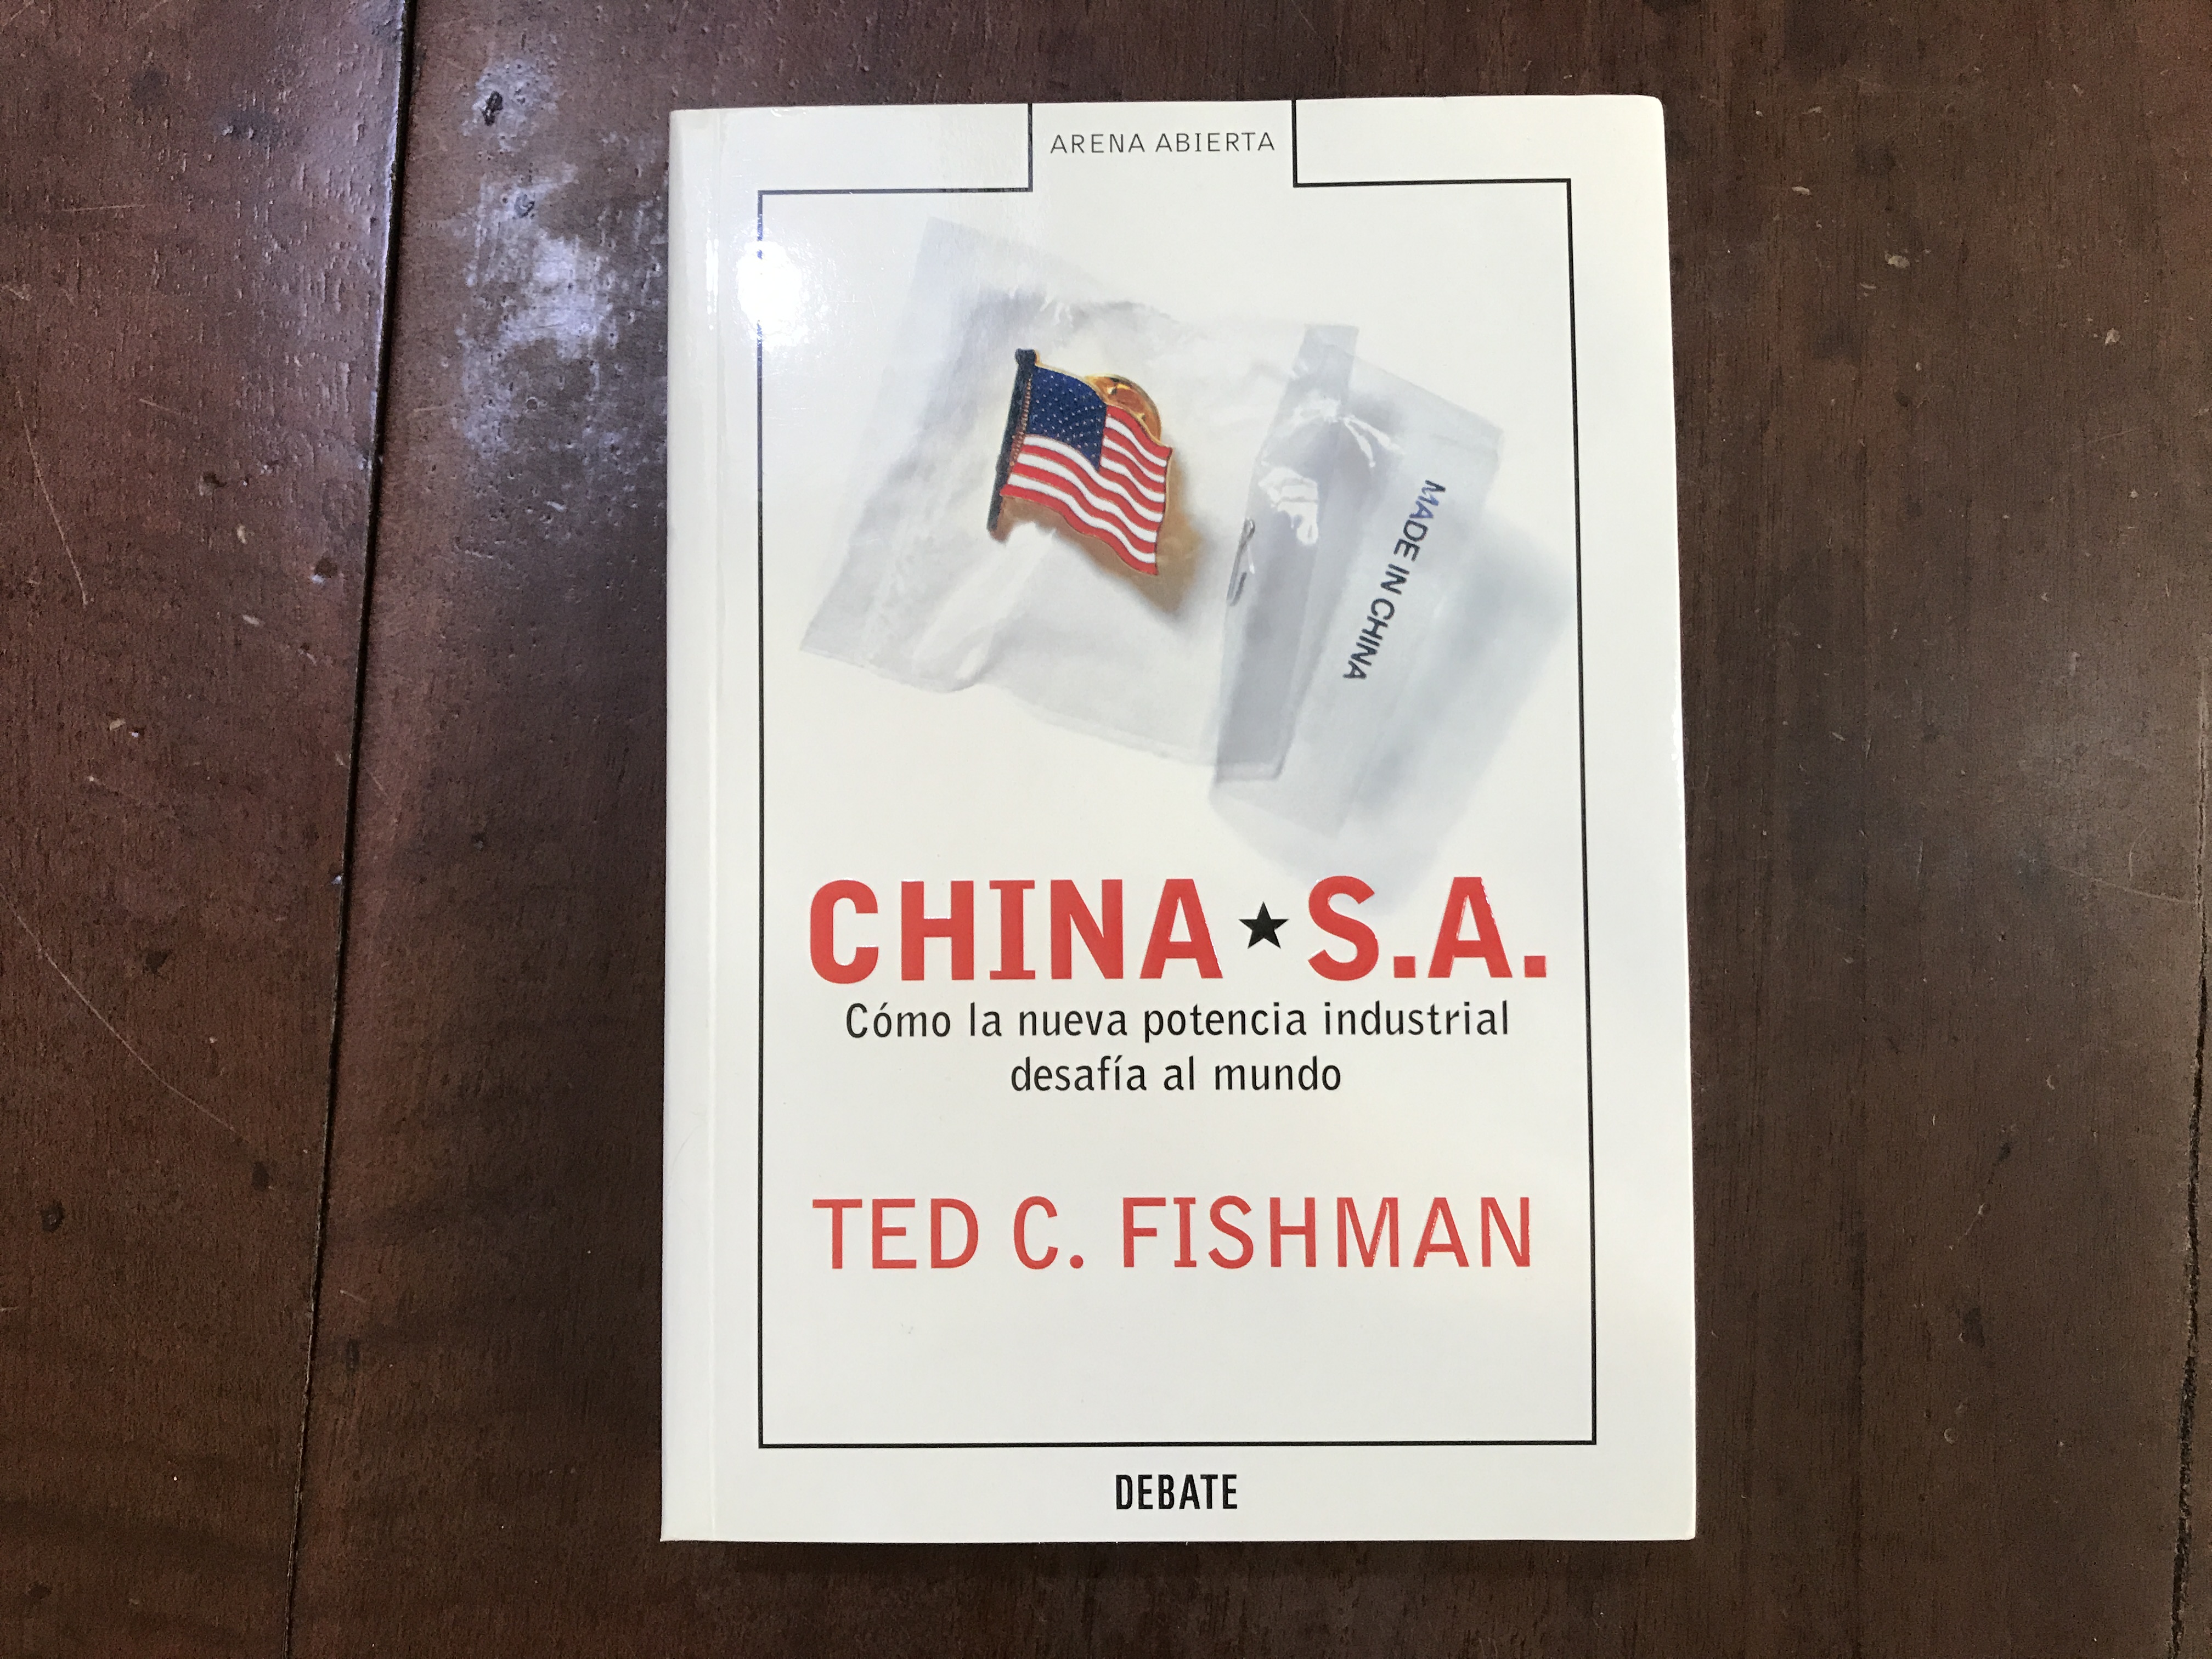 ARENA ABIERTA
MADE IN CHINA
CHINA ★ S.A.
Cómo la nueva potencia industrial
desafía al mundo
TED C. FISHMAN
DEBATE